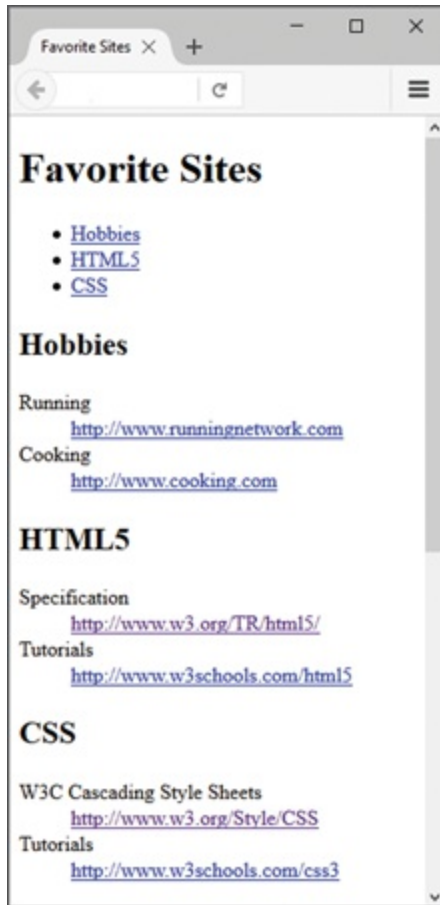 Favorite Sites
Favorite Sites
Hobbies
HTML5
CSS
Hobbies
Running
http://www.runningnetwork.com
Cooking
http://www.cooking.com
HTML5
Specification
http://www.w3.org/TR/html5/
Tutorials
http://www.w3schools.com/html5
CSS
W3C Cascading Style Sheets
http://www.w3.org/Style/CSS
Tutorials
http://www.w3schools.com/css3